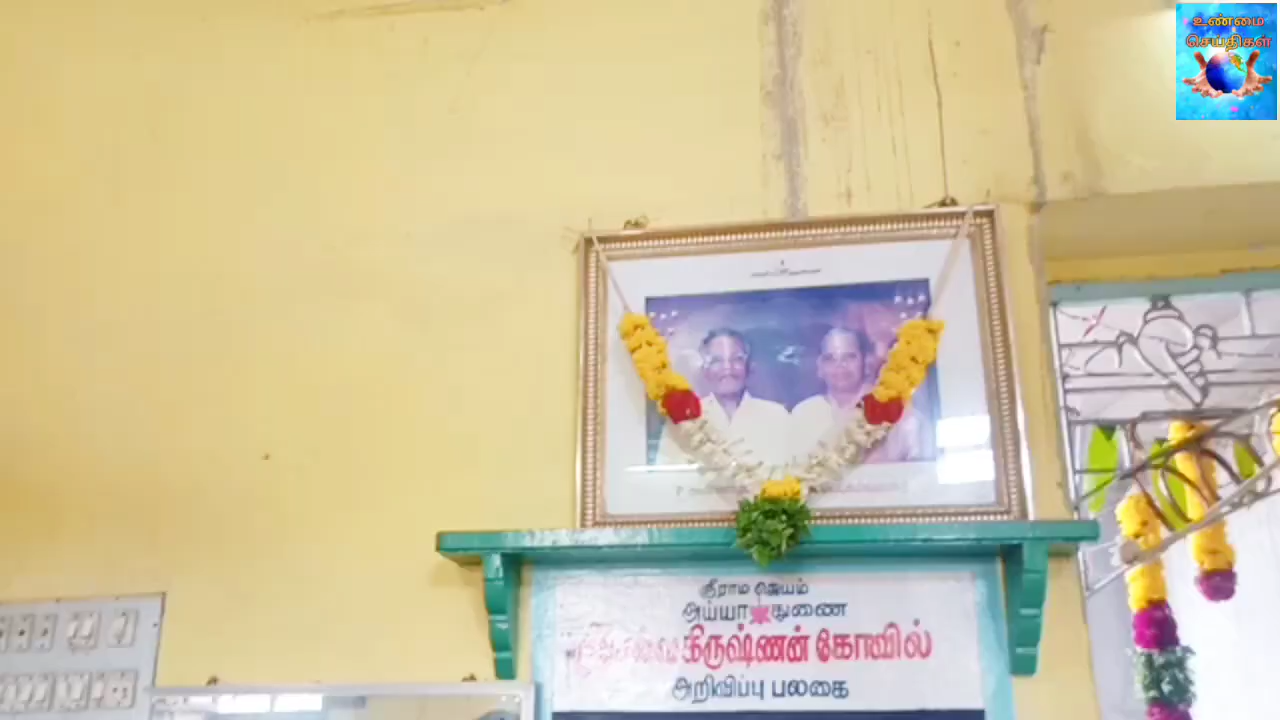 உண்மை
செய்திகள்
ஸ்ரீராம ஜெயம்
அய்யா துணை
கிருஷ்ணன் கோவில்
அறிவிப்பு பலகை